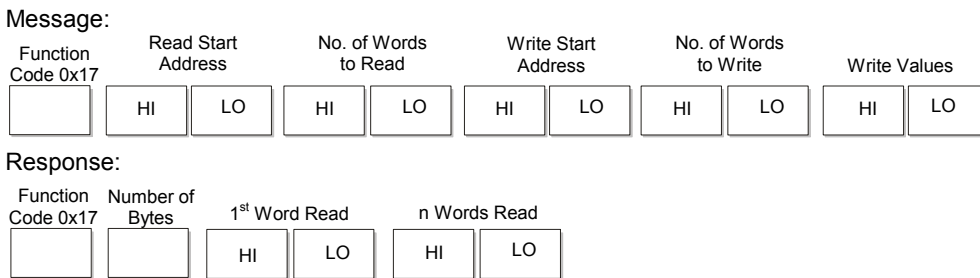 Message:
Function Code 0x17
Read Start Address
No. of Words to Read
Write Start Address
No. of Words to Write
Write Values
HI LO HI LO HI LO HI LO HI LO
Response:
Function Code 0x17
Number of Bytes
1st Word Read
n Words Read
HI LO HI LO